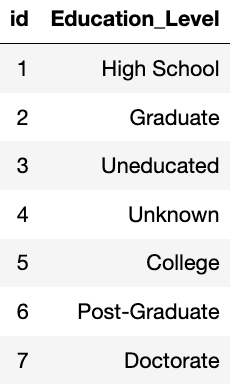 id Education_Level
1 High School
2 Graduate
3 Uneducated
4 Unknown
5 College
6 Post-Graduate
7 Doctorate